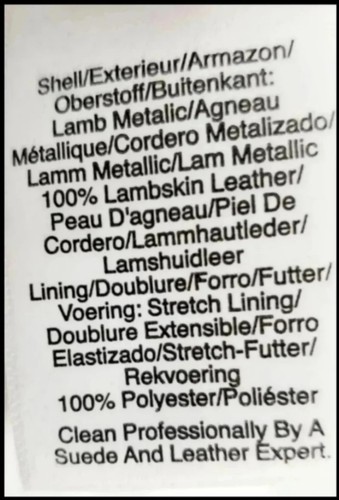 Shell/Exterieur/Armazon/
Oberstoff/Buitenkant:
Lamb Metalic/Agneau
Métallique/Cordero Metalizado/
Lamm Metallic/Lam Metallic
100% Lambskin Leather/
Peau D'agneau/Piel De
Cordero/Lammhautleder/
Lamshuidleer
Lining/Doublure/Forro/Futter/
Voering: Stretch Lining/
Doublure Extensible/Forro
Elastizado/Stretch-Futter/
Rekvoering
100% Polyester/Poliéster
Clean Professionally By A
Suede And Leather Expert.